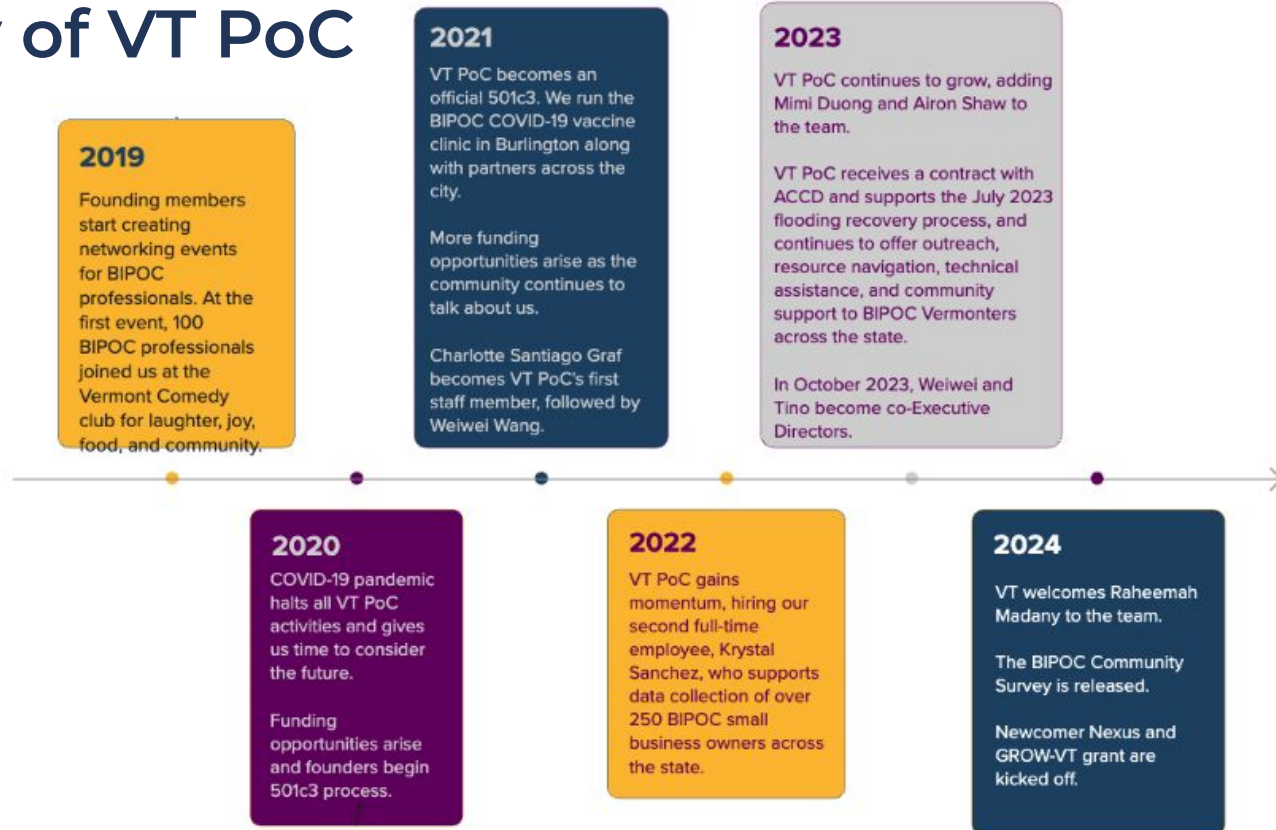 of VT PoC
2019
Founding members
start creating
networking events
for BIPOC
professionals. At the
first event, 100
BIPOC professionals
joined us at the
Vermont Comedy
club for laughter, joy,
food, and community.
2020
COVID-19 pandemic
halts all VT PoC
activities and gives
us time to consider
the future.
Funding
opportunities arise
and founders begin
501c3 process.
2021
VT PoC becomes an
official 501c3. We run the
BIPOC COVID-19 vaccine
clinic in Burlington along
with partners across the
city.
More funding
opportunities arise as the
community continues to
talk about us.
Charlotte Santiago Graf
becomes VT PoC's first
staff member, followed by
Weiwei Wang.
2022
VT PoC gains
momentum, hiring our
second full-time
employee, Krystal
Sanchez, who supports
data collection of over
250 BIPOC small
business owners across
the state.
2023
VT PoC continues to grow, adding
Mimi Duong and Airon Shaw to
the team.
VT PoC receives a contract with
ACCD and supports the July 2023
flooding recovery process, and
continues to offer outreach,
resource navigation, technical
assistance, and community
support to BIPOC Vermonters
across the state.
In October 2023, Weiwei and
Tino become co-Executive
Directors.
2024
VT welcomes Raheemah
Madany to the team.
The BIPOC Community
Survey is released.
Newcomer Nexus and
GROW-VT grant are
kicked off.